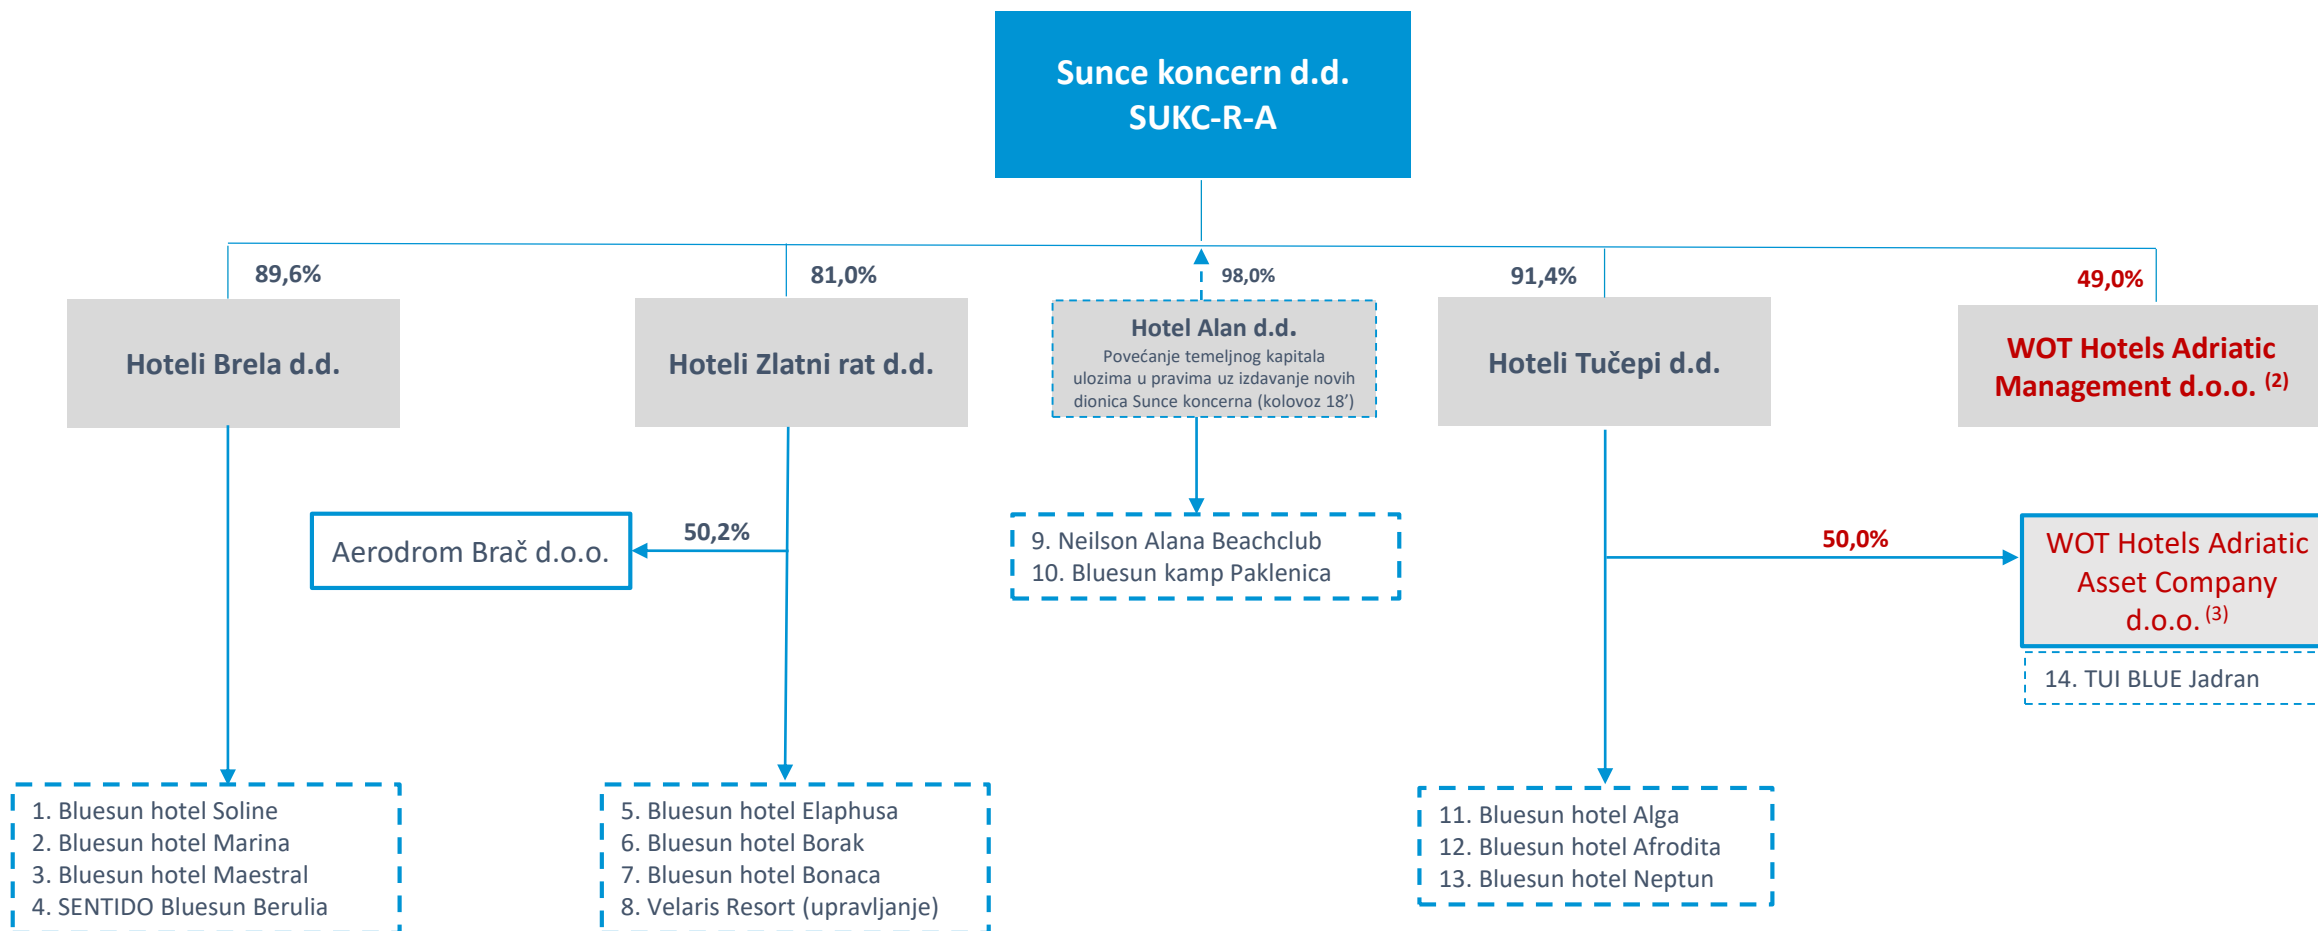 Sunce koncern d.d.
SUKC-R-A
89,6%
81,0%
98,0%
91,4%
49,0%
Hoteli Brela d.d.
Hoteli Zlatni rat d.d.
Hotel Alan d.d.
Povećanje temeljnog kapitala
ulozima u pravima uz izdavanje novih
dionica Sunce koncerna (kolovoz 18’)
Hoteli Tučepi d.d.
WOT Hotels Adriatic
Management d.o.o. (2)
Aerodrom Brač d.o.o.
50,2%
9. Neilson Alana Beachclub
10. Bluesun kamp Paklenica
50,0%
WOT Hotels Adriatic
Asset Company
d.o.o. (3)
14. TUI BLUE Jadran
1. Bluesun hotel Soline
2. Bluesun hotel Marina
3. Bluesun hotel Maestral
4. SENTIDO Bluesun Berulia
5. Bluesun hotel Elaphusa
6. Bluesun hotel Borak
7. Bluesun hotel Bonaca
8. Velaris Resort (upravljanje)
11. Bluesun hotel Alga
12. Bluesun hotel Afrodita
13. Bluesun hotel Neptun